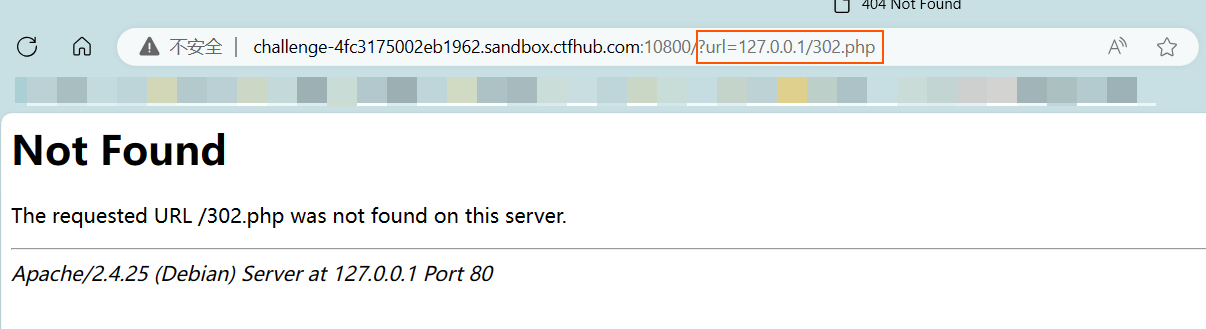 404 Not Found
不安全 | challenge-4fc3175002eb1962.sandbox.ctfhub.com:10800/?url=127.0.0.1/302.php
Not Found
The requested URL /302.php was not found on this server.
Apache/2.4.25 (Debian) Server at 127.0.0.1 Port 80